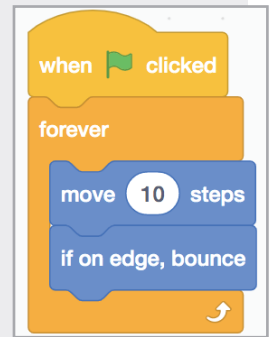 when clicked
forever
move 10 steps
if on edge, bounce